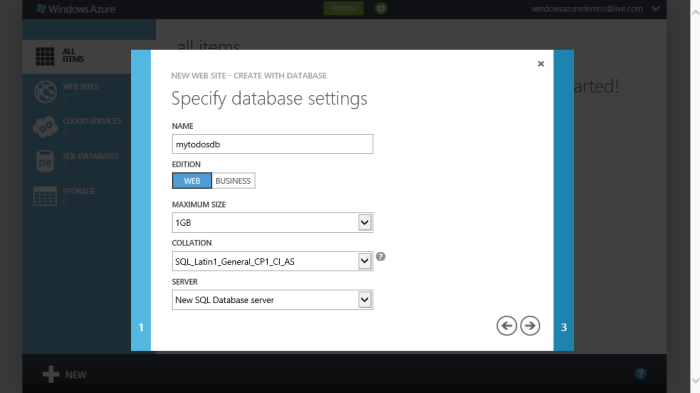 Windows Azure
PREVIEW
windowsazuredemos@live.com
ALL
ITEMS
all items
WEB SITES
CLOUD SERVICES
DB
SQL DATABASES
STORAGE
arted!
NEW WEB SITE - CREATE WITH DATABASE
Specify database settings
NAME
mytodosdb
EDITION
WEB
BUSINESS
MAXIMUM SIZE
1GB
COLLATION
SQL_Latin1_General_CP1_CI_AS
?
SERVER
New SQL Database server
1
3
NEW
?